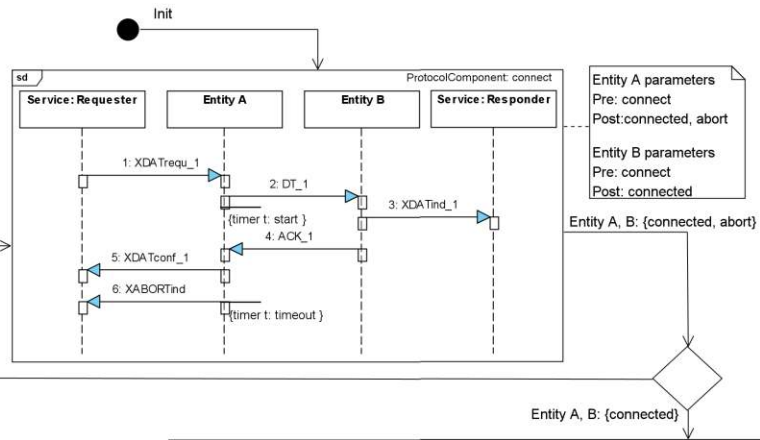 Init
sd
ProtocolComponent: connect
Service: Requester
Entity A
Entity B
Service: Responder
1: XDATrequ_1
2: DT_1
3: XDATind_1
{timer t: start }
4: ACK_1
5: XDATconf_1
6: XABORTind
{timer t: timeout }
Entity A parameters
Pre: connect
Post:connected, abort
Entity B parameters
Pre: connect
Post: connected
Entity A, B: {connected, abort}
Entity A, B: {connected}